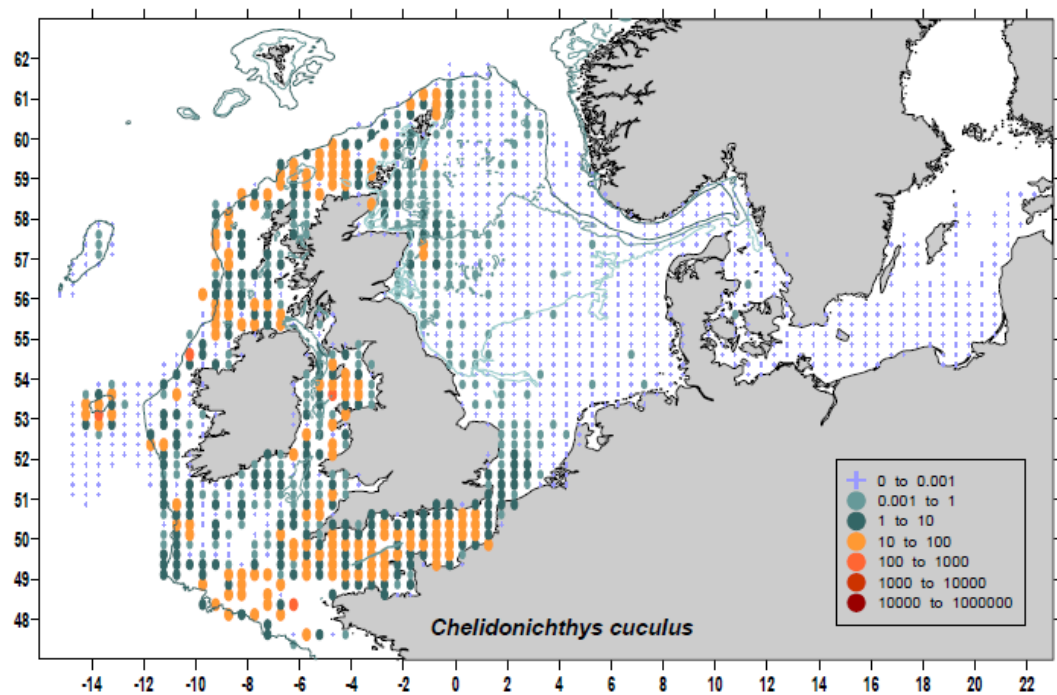 62
61
60
59
58
57
56
55
54
53
52
51
50
49
48
0 to 0.001
0.001 to 1
1 to 10
10 to 100
100 to 1000
1000 to 10000
10000 to 1000000
Chelidonichthys cuculus
-14 -12 -10 -8 -6 -4 -2 0 2 4 6 8 10 12 14 16 18 20 22